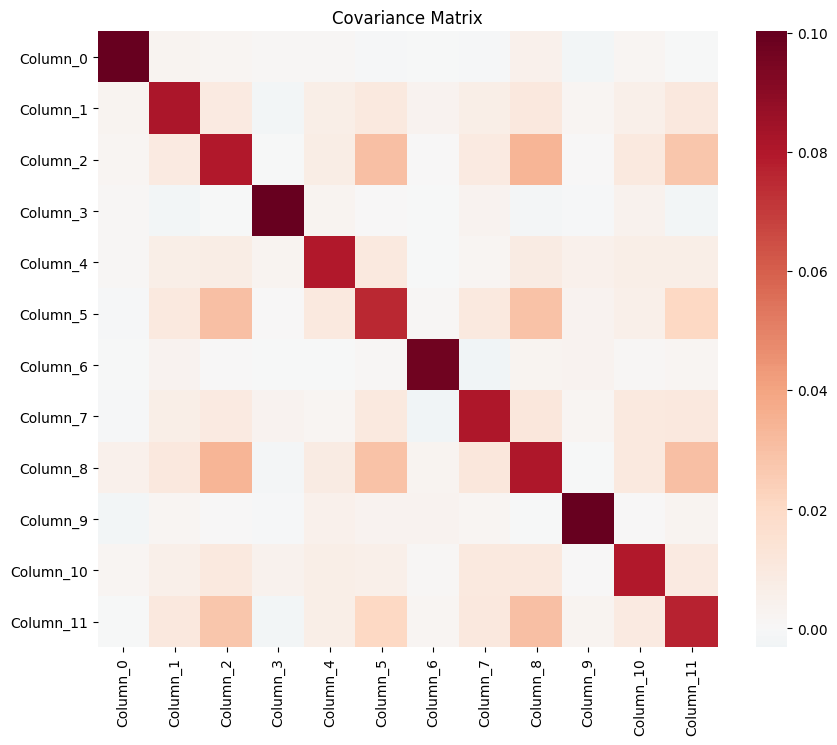 Covariance Matrix
Column_0
Column_1
Column_2
Column_3
Column_4
Column_5
Column_6
Column_7
Column_8
Column_9
Column_10
Column_11
Column_0
Column_1
Column_2
Column_3
Column_4
Column_5
Column_6
Column_7
Column_8
Column_9
Column_10
Column_11
0.10
0.08
0.06
0.04
0.02
0.00